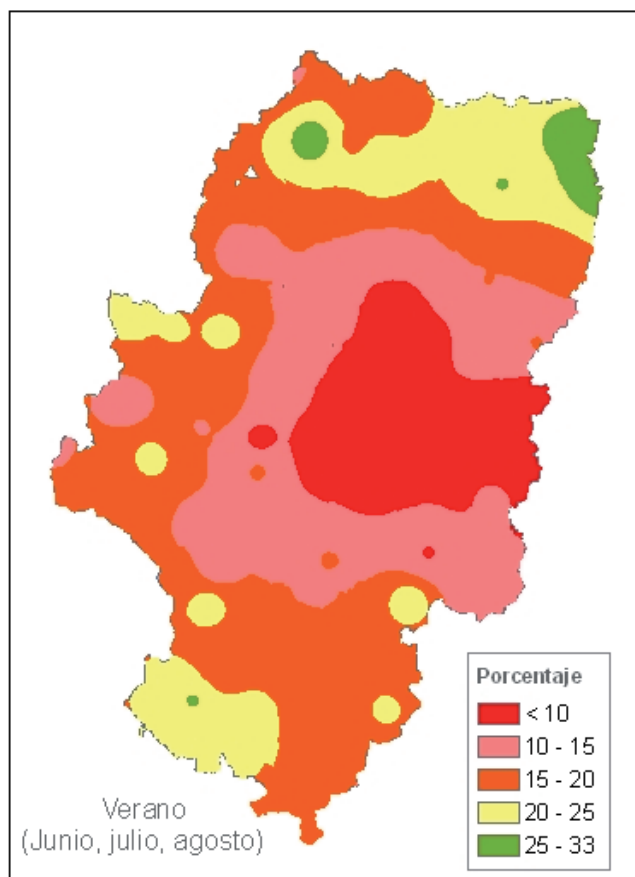 Porcentaje
< 10
10 - 15
15 - 20
20 - 25
25 - 33
Verano
(Junio, julio, agosto)